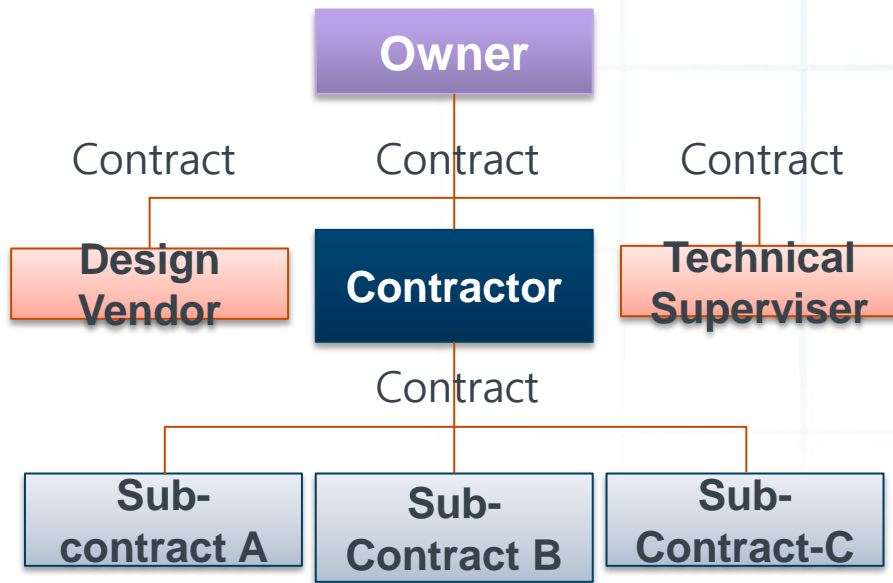 Owner
Contract Contract Contract
Design
Vendor
Contractor
Technical
Superviser
Contract
Sub-
contract A
Sub-
Contract B
Sub-
Contract-C